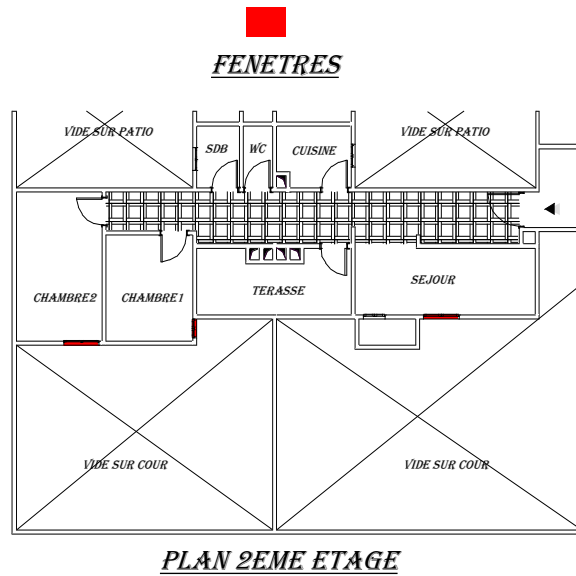 FENETRES
VIDE SUR PATIO
SDB
WC
CUISINE
VIDE SUR PATIO
CHAMBRE2
CHAMBRE1
TERASSE
SEJOUR
VIDE SUR COUR
VIDE SUR COUR
PLAN 2EME ETAGE